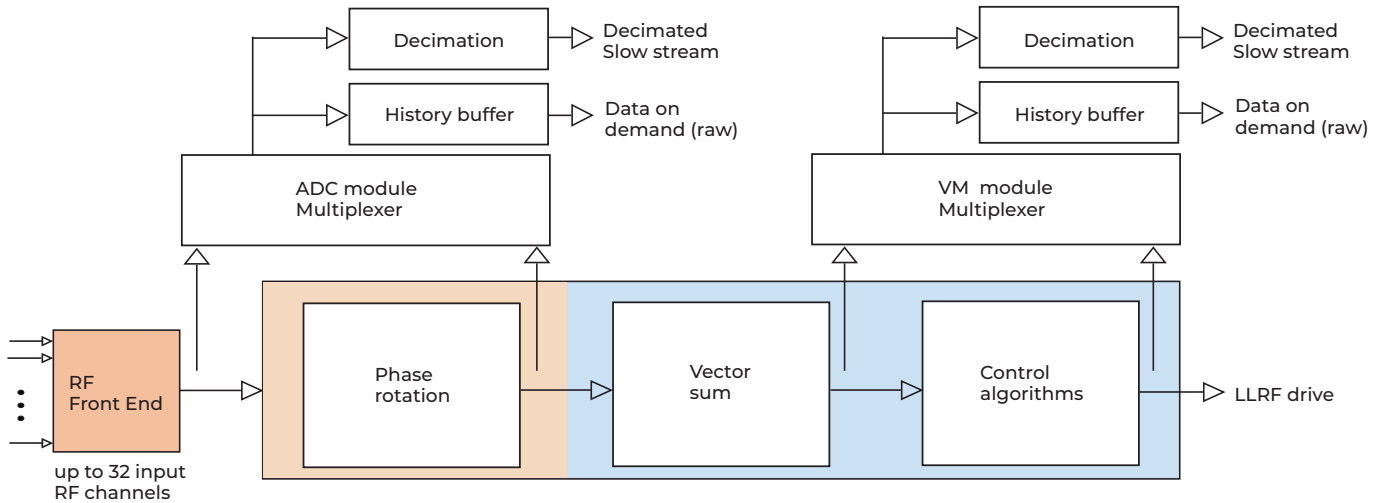 Decimation
Decimated
Slow stream
History buffer
Data on
demand (raw)
ADC module
Multiplexer
Decimation
Decimated
Slow stream
History buffer
Data on
demand (raw)
VM module
Multiplexer
RF
Front End
up to 32 input
RF channels
Phase
rotation
Vector
sum
Control
algorithms
LLRF drive